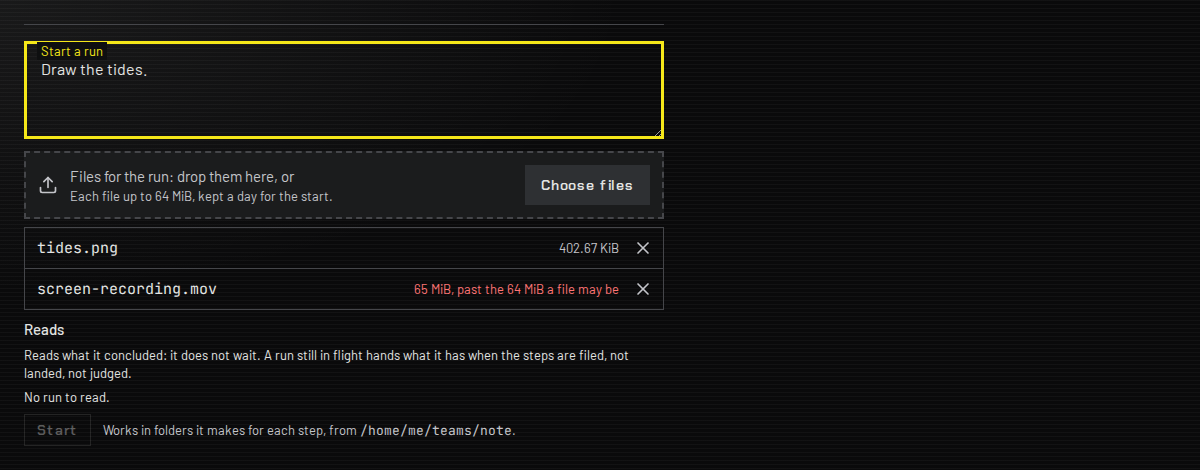 Start a run
Draw the tides.
Files for the run: drop them here, or
Each file up to 64 MiB, kept a day for the start.
Choose files
tides.png
402.67 KiB
screen-recording.mov
65 MiB, past the 64 MiB a file may be
Reads
Reads what it concluded: it does not wait. A run still in flight hands what it has when the steps are filed, not
landed, not judged.
No run to read.
Start
Works in folders it makes for each step, from /home/me/teams/note.